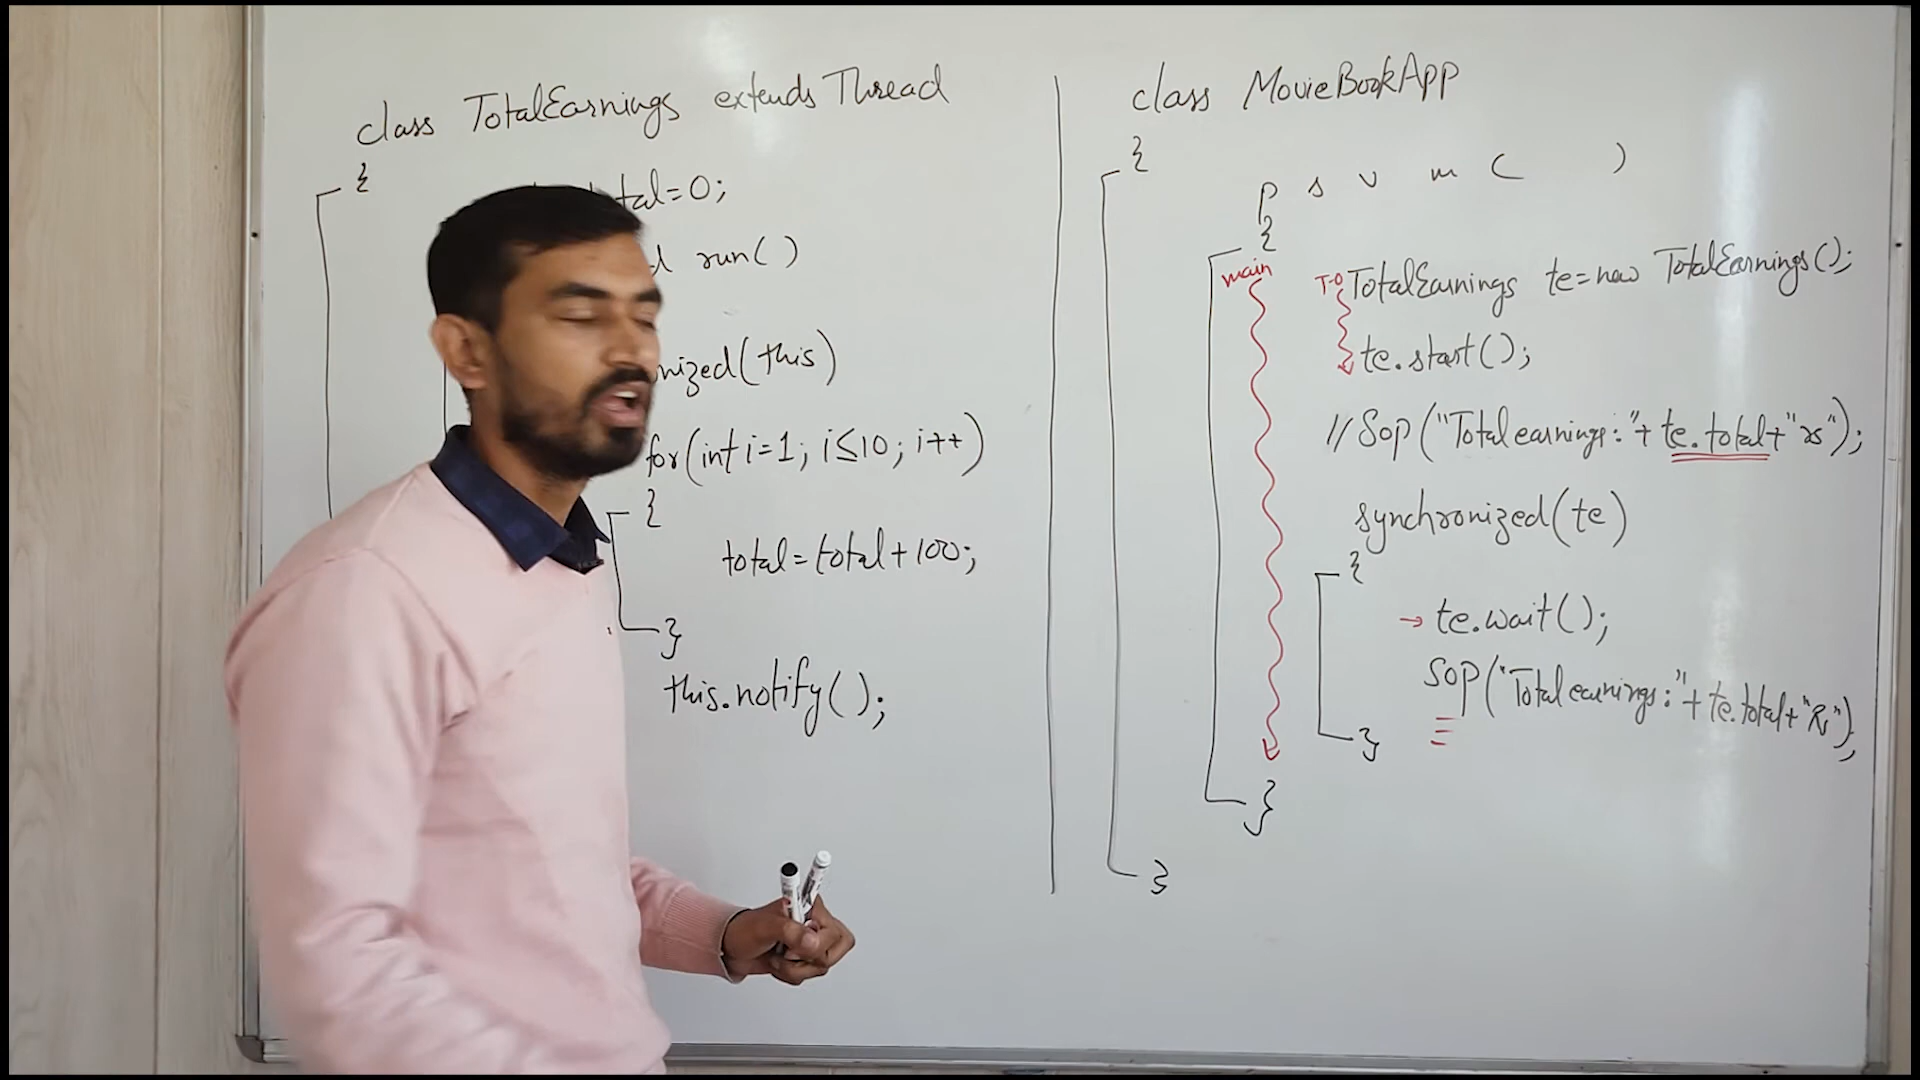 class TotalEarnings extends Thread
{
tal=0;
d run()
nized(this)
for(int i=1; i≤10; i++)
{
total=total+100;
}
this.notify();
class MovieBookApp
{
p s v m ( )
{
main
T-0 TotalEarnings te=new TotalEarnings();
te.start();
//Sop("Total earnings:"+te.total+"rs");
synchronized(te)
{
→ te.wait();
SOP("Total earnings:"+te.total+"Rs");
}
}
}